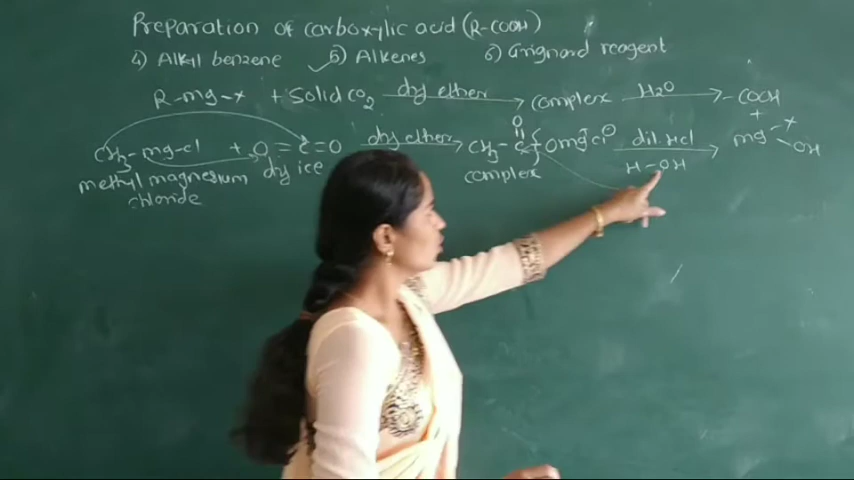 Preparation of carboxylic acid (R-COOH)
4) Alkyl benzene 5) Alkenes 6) Grignard reagent
R-mg-x + Solid CO2 dry ether complex H2O -COOH
+
CH3-mg-cl + O=C=O dry ether CH3-C O omgcl dil. Hcl mg x OH
methyl magnesium dry ice complex H-OH
chloride